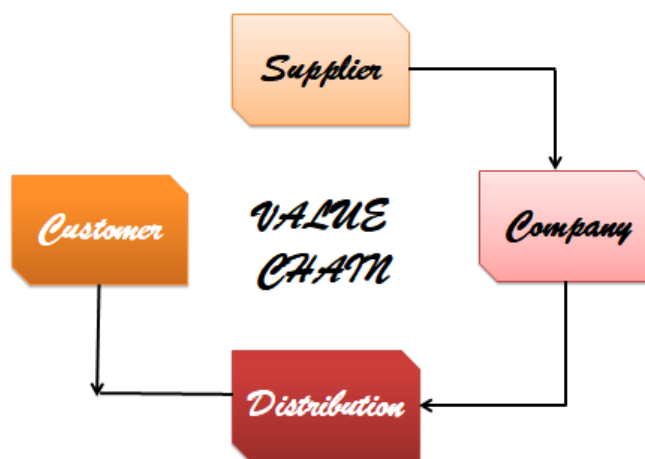 Supplier
Customer
VALUE
CHAIN
Company
Distribution